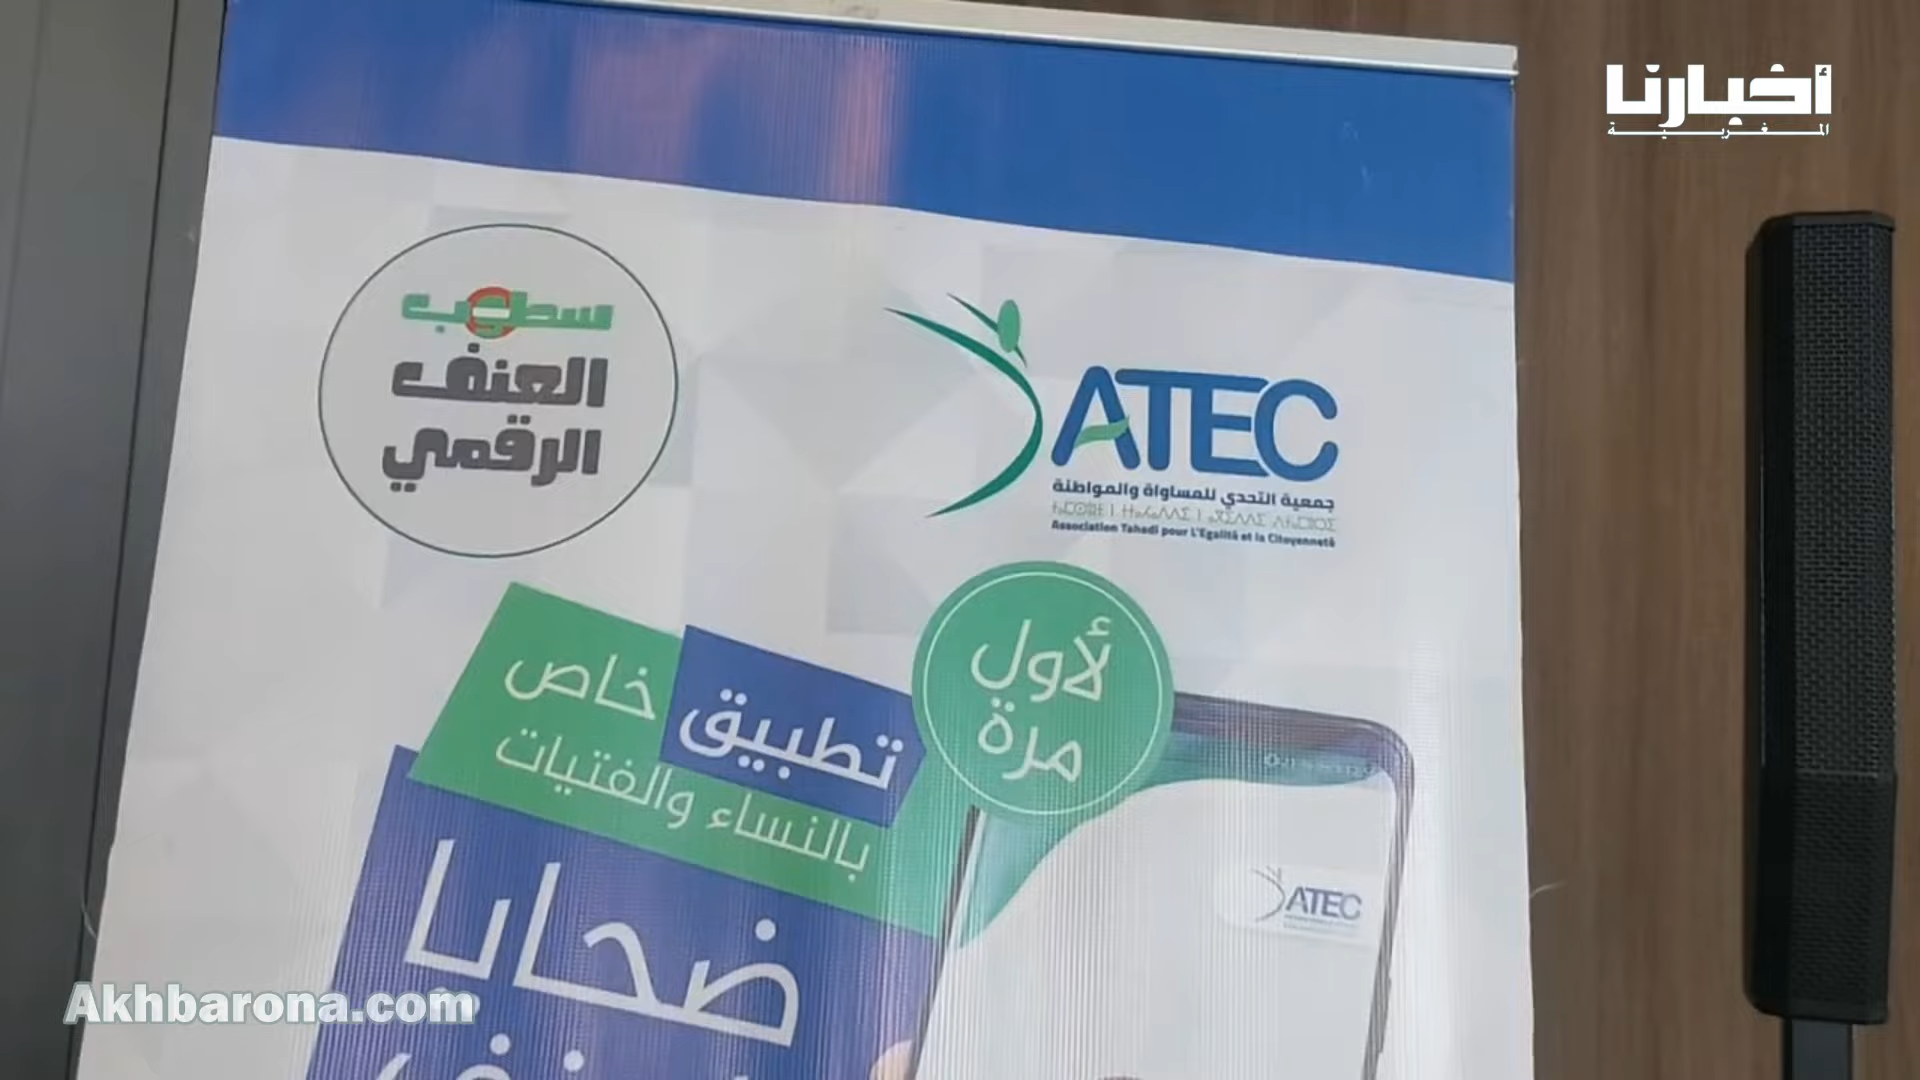 أخبارنا
المغربية
سطوب
العنف
الرقمي
ATEC
جمعية التحدي للمساواة والمواطنة
Association Tahadi pour L'Egalité et la Citoyenneté
لأول
مرة
تطبيق خاص
بالنساء والفتيات
ضحايا
ATEC
Akhbarona.com